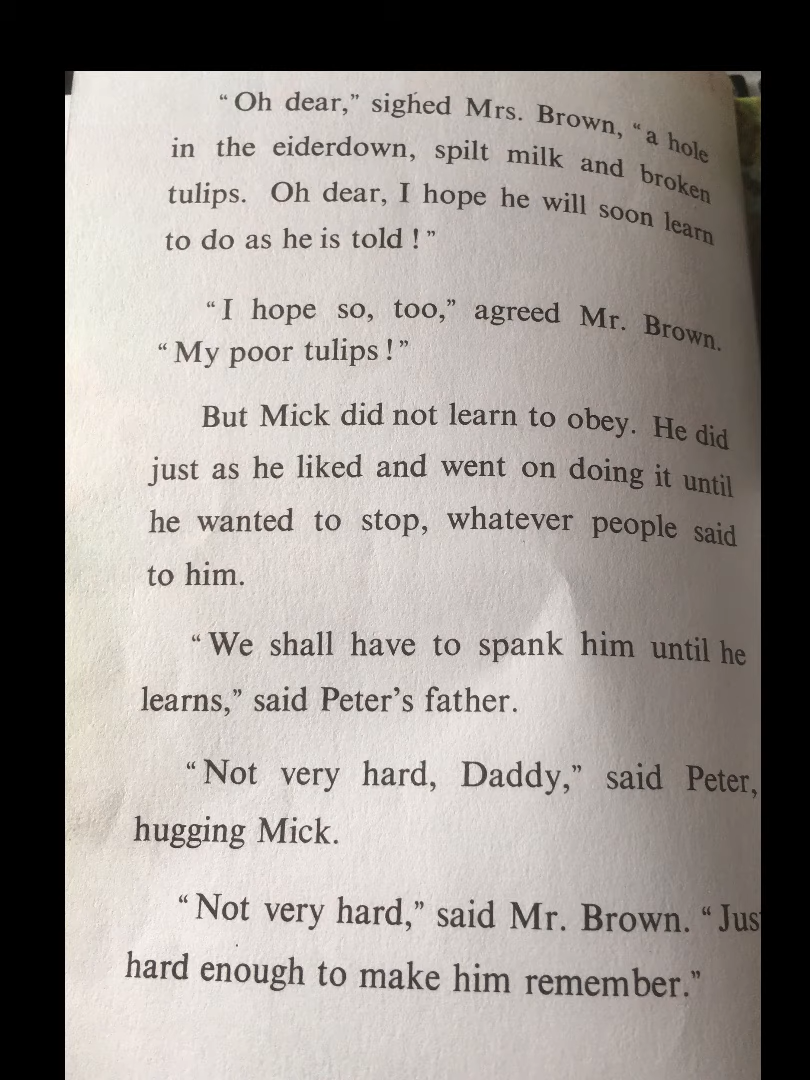 “Oh dear,” sighed Mrs. Brown, “a hole
in the eiderdown, spilt milk and broken
tulips. Oh dear, I hope he will soon learn
to do as he is told !”
“I hope so, too,” agreed Mr. Brown.
“My poor tulips !”
But Mick did not learn to obey. He did
just as he liked and went on doing it until
he wanted to stop, whatever people said
to him.
“We shall have to spank him until he
learns,” said Peter’s father.
“Not very hard, Daddy,” said Peter,
hugging Mick.
“Not very hard,” said Mr. Brown. “Jus
hard enough to make him remember.”